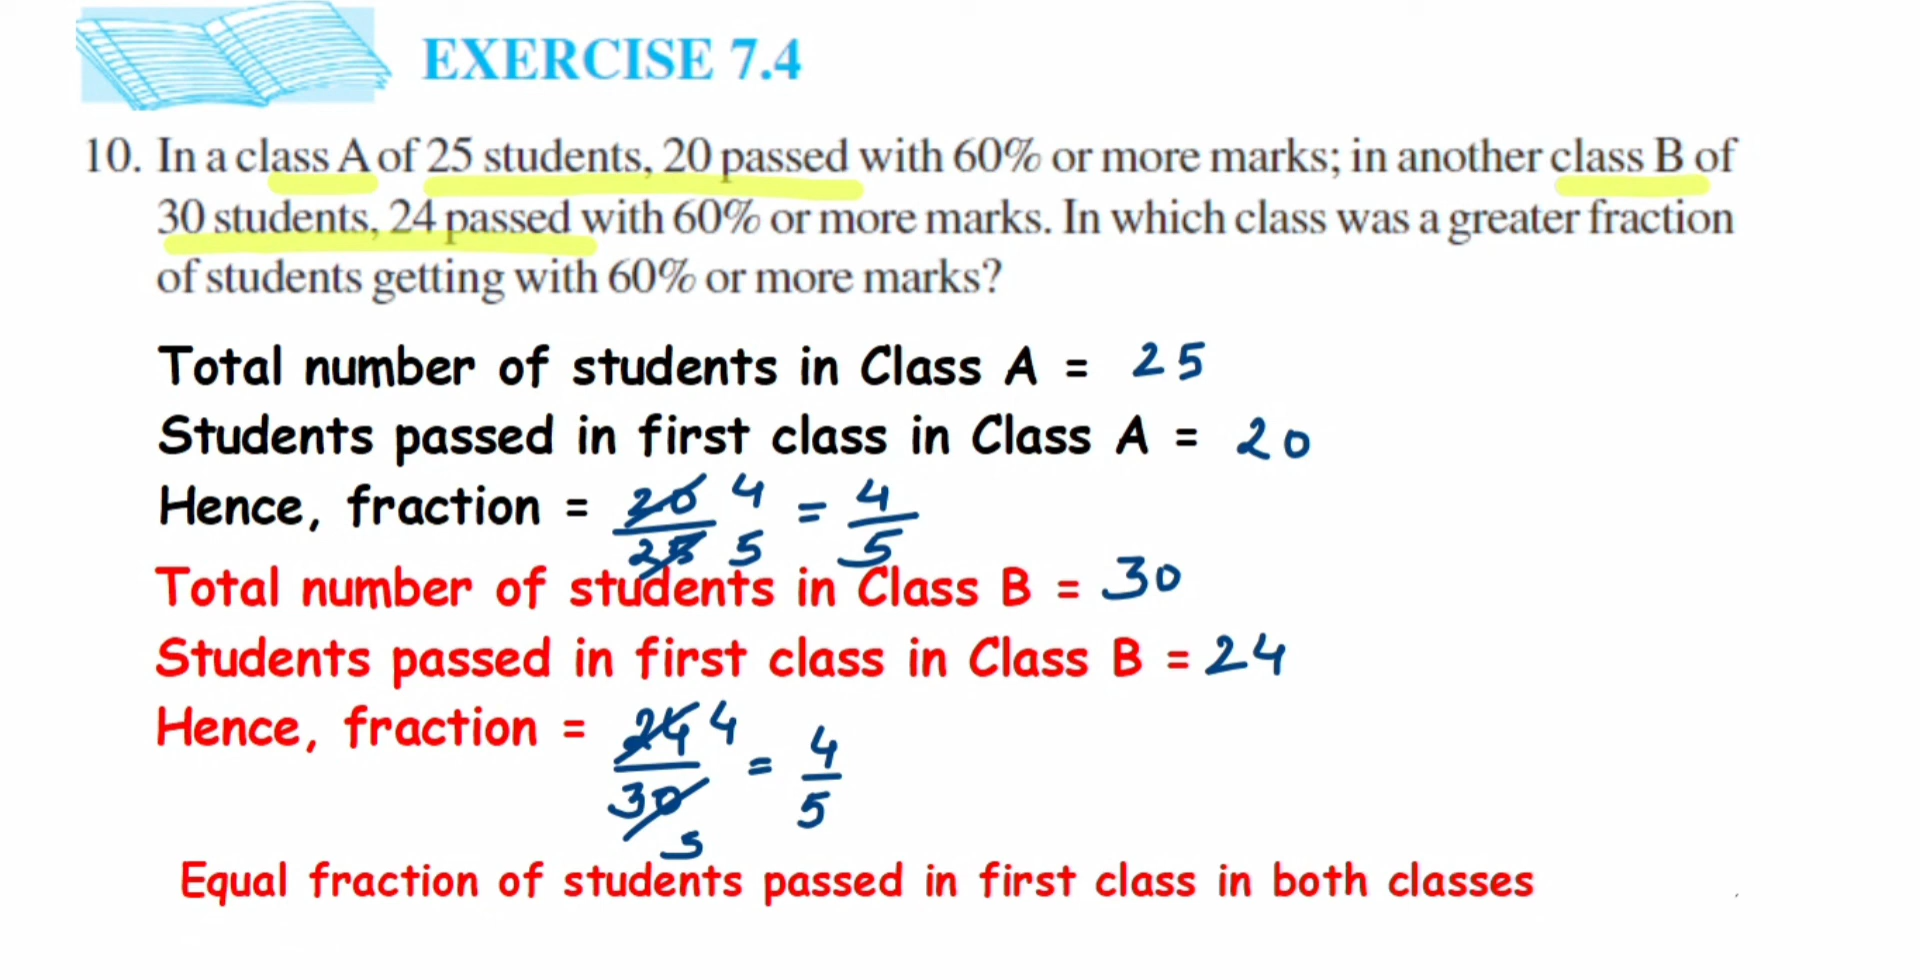 EXERCISE 7.4
10. In a class A of 25 students, 20 passed with 60% or more marks; in another class B of
30 students, 24 passed with 60% or more marks. In which class was a greater fraction
of students getting with 60% or more marks?
Total number of students in Class A = 25
Students passed in first class in Class A = 20
Hence, fraction = 20/25 4/5 = 4/5
Total number of students in Class B = 30
Students passed in first class in Class B = 24
Hence, fraction = 24/30 4/5 = 4/5
Equal fraction of students passed in first class in both classes